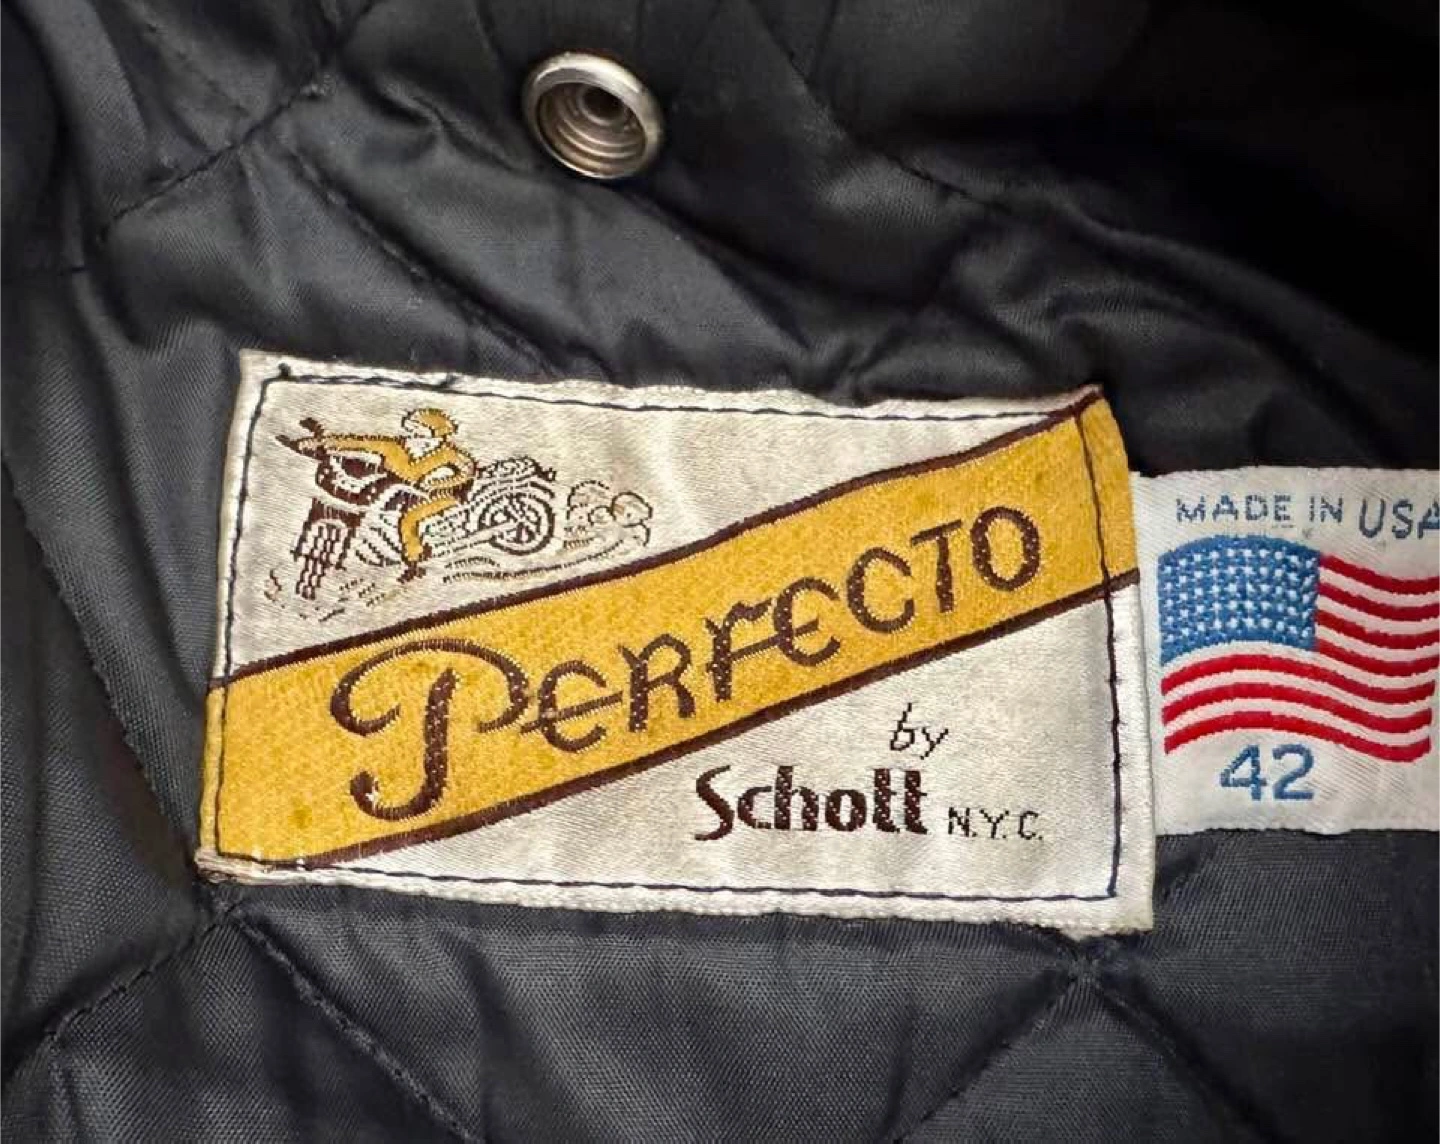 PERFECTO
by
Schott N.Y.C.
MADE IN USA
42